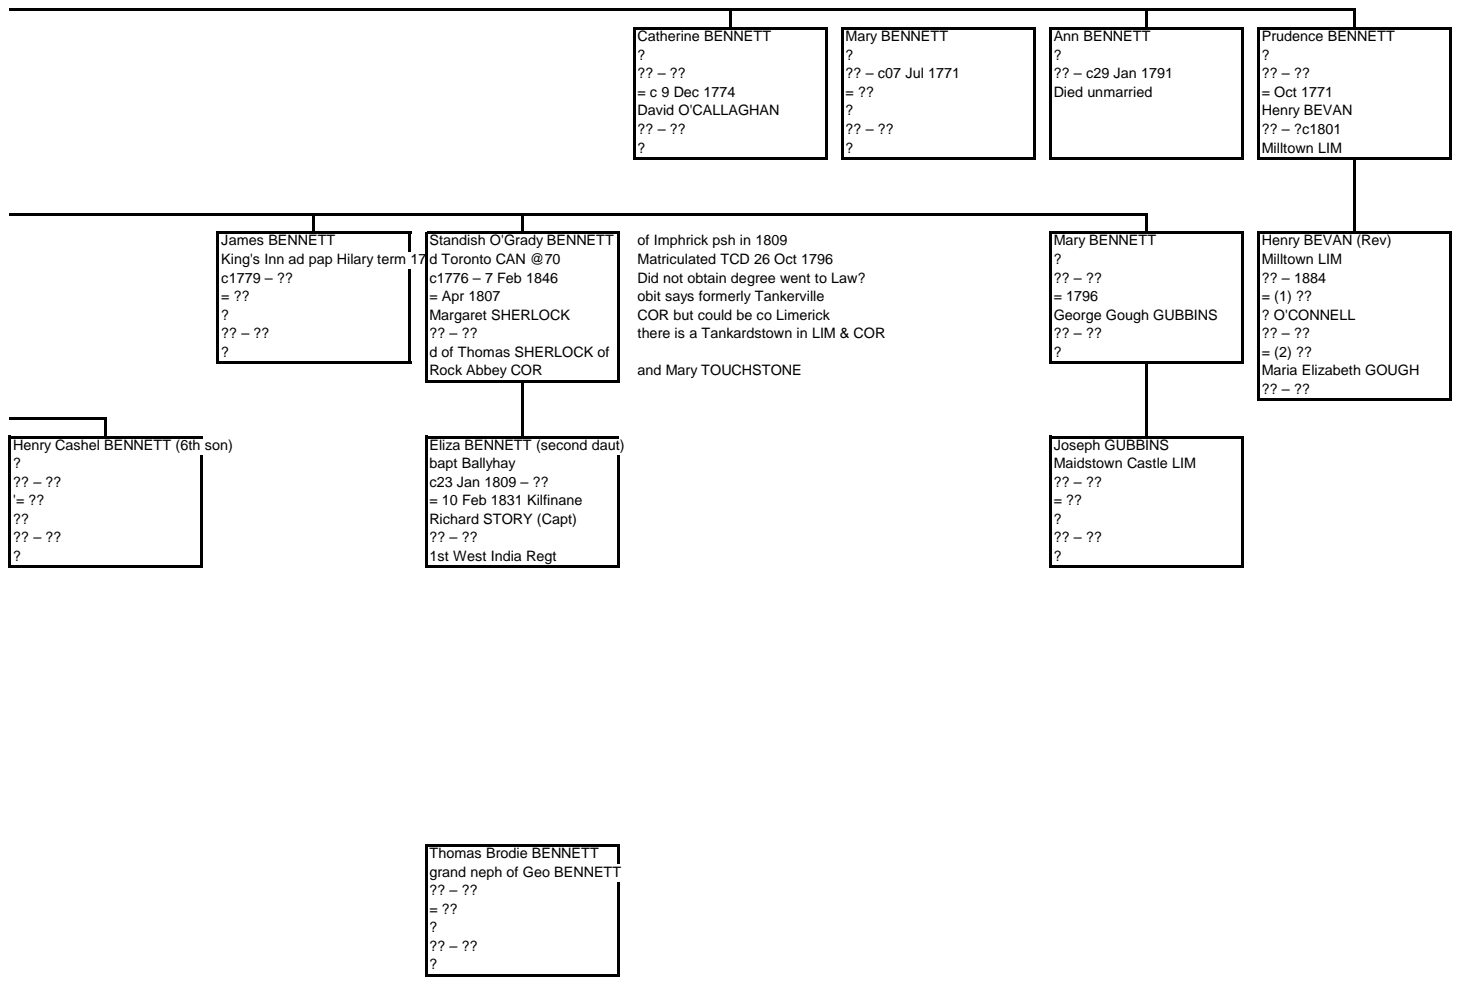 Catherine BENNETT
?
?? – ??
= c 9 Dec 1774
David O'CALLAGHAN
?? – ??
?
Mary BENNETT
?
?? – c07 Jul 1771
= ??
?
?? – ??
?
Ann BENNETT
?
?? – c29 Jan 1791
Died unmarried
Prudence BENNETT
?
?? – ??
= Oct 1771
Henry BEVAN
?? – ?c1801
Milltown LIM
James BENNETT
King's Inn ad pap Hilary term 17
c1779 – ??
= ??
?
?? – ??
?
Standish O'Grady BENNETT
d Toronto CAN @70
c1776 – 7 Feb 1846
= Apr 1807
Margaret SHERLOCK
?? – ??
d of Thomas SHERLOCK of
Rock Abbey COR
of Imphrick psh in 1809
Matriculated TCD 26 Oct 1796
Did not obtain degree went to Law?
obit says formerly Tankerville
COR but could be co Limerick
there is a Tankardstown in LIM & COR
and Mary TOUCHSTONE
Mary BENNETT
?
?? – ??
= 1796
George Gough GUBBINS
?? – ??
?
Henry BEVAN (Rev)
Milltown LIM
?? – 1884
= (1) ??
? O'CONNELL
?? – ??
= (2) ??
Maria Elizabeth GOUGH
?? – ??
Henry Cashel BENNETT (6th son)
?
?? – ??
'= ??
??
?? – ??
?
Eliza BENNETT (second daut)
bapt Ballyhay
c23 Jan 1809 – ??
= 10 Feb 1831 Kilfinane
Richard STORY (Capt)
?? – ??
1st West India Regt
Joseph GUBBINS
Maidstown Castle LIM
?? – ??
= ??
?
?? – ??
?
Thomas Brodie BENNETT
grand neph of Geo BENNETT
?? – ??
= ??
?
?? – ??
?